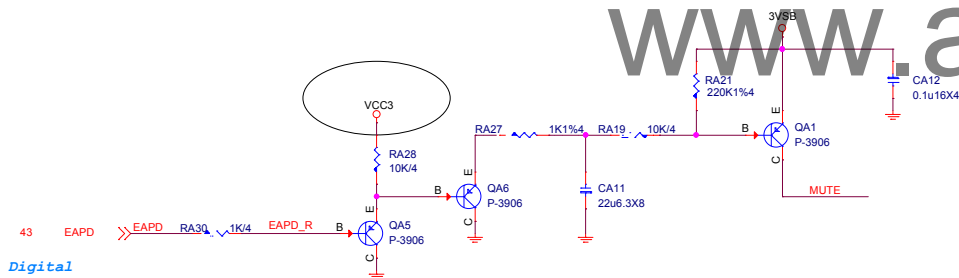 www.a
3VSB
RA21
220K1%4
CA12
0.1u16X4
VCC3
RA28
10K/4
RA27
1K1%4
RA19
10K/4
B
E
C
QA1
P-3906
MUTE
B
E
C
QA6
P-3906
CA11
22u6.3X8
43
EAPD
EAPD
RA30
1K/4
EAPD_R
B
E
C
QA5
P-3906
Digital